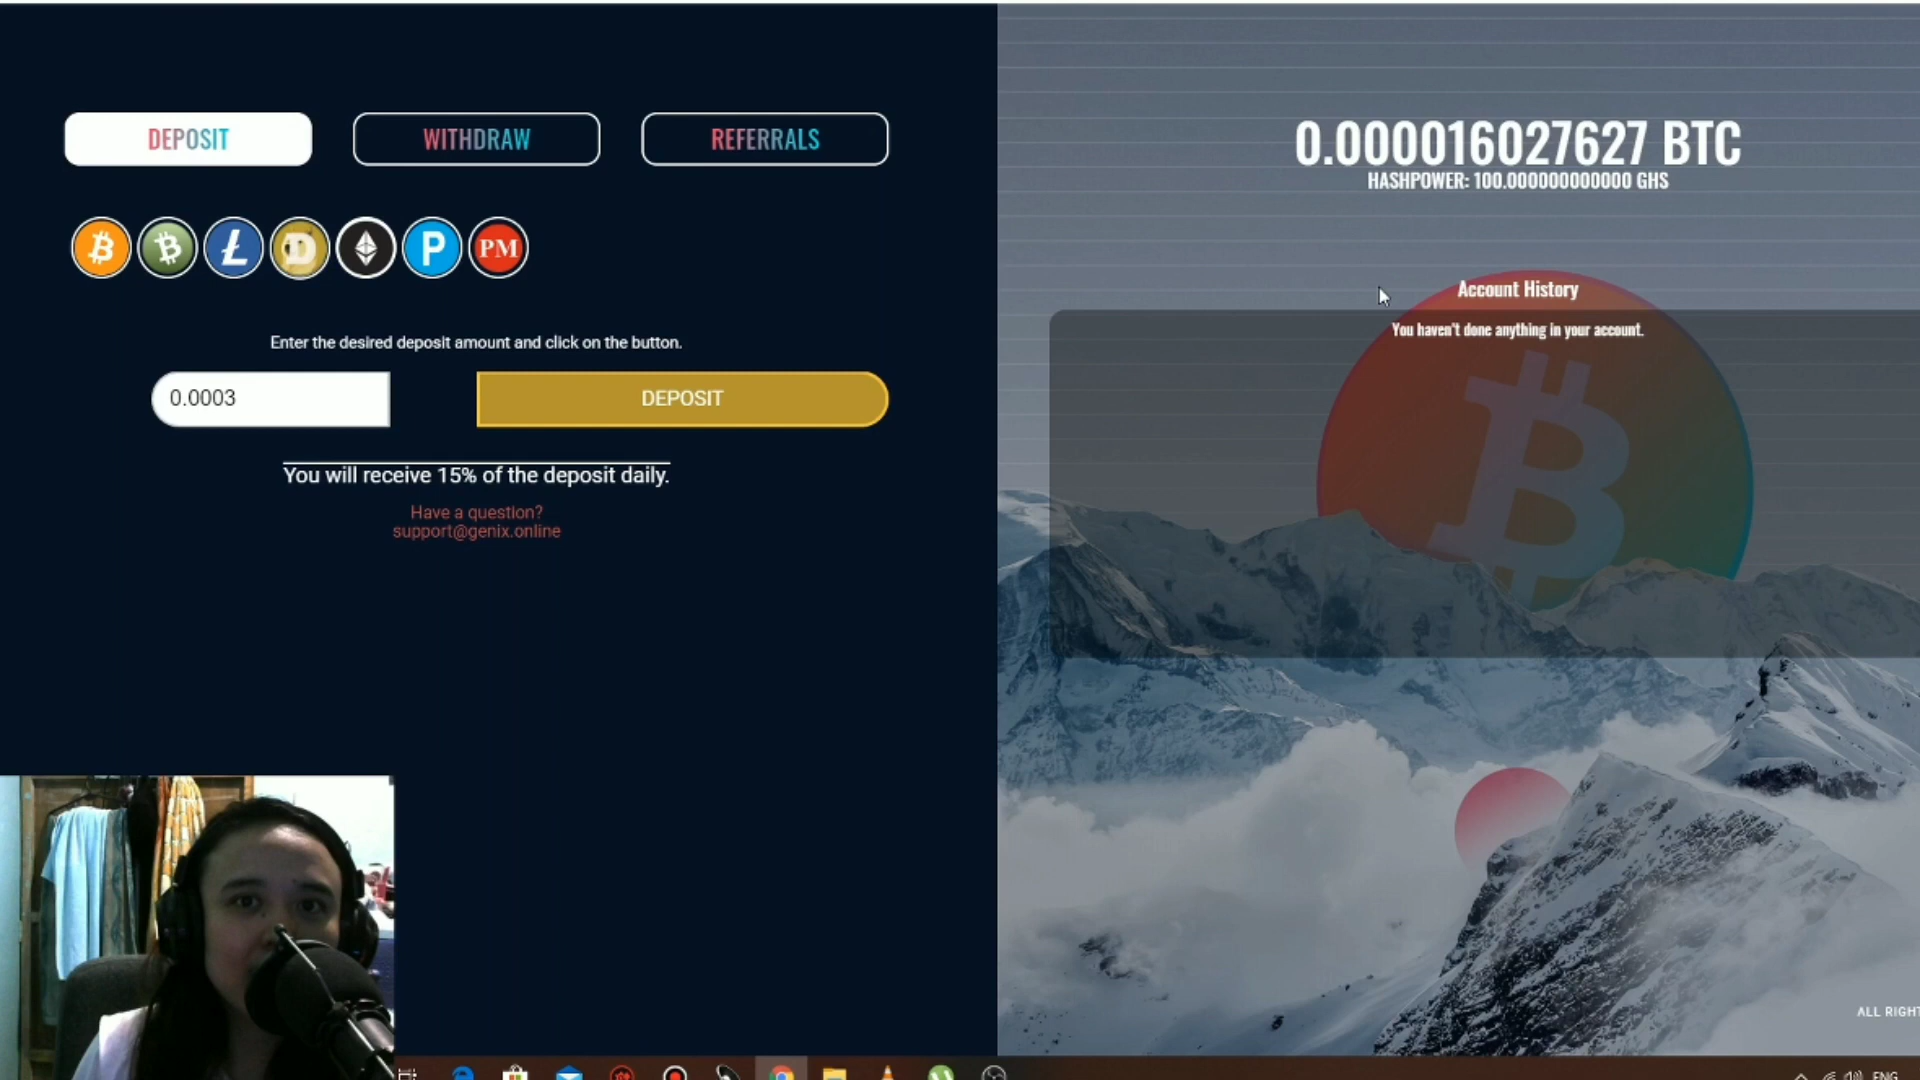 DEPOSIT
WITHDRAW
REFERRALS
PM
Enter the desired deposit amount and click on the button.
0.0003
DEPOSIT
You will receive 15% of the deposit daily.
Have a question?
support@genix.online
0.000016027627 BTC
HASHPOWER: 100.000000000000 GHS
Account History
You haven't done anything in your account.
ALL RIGHT
ENG